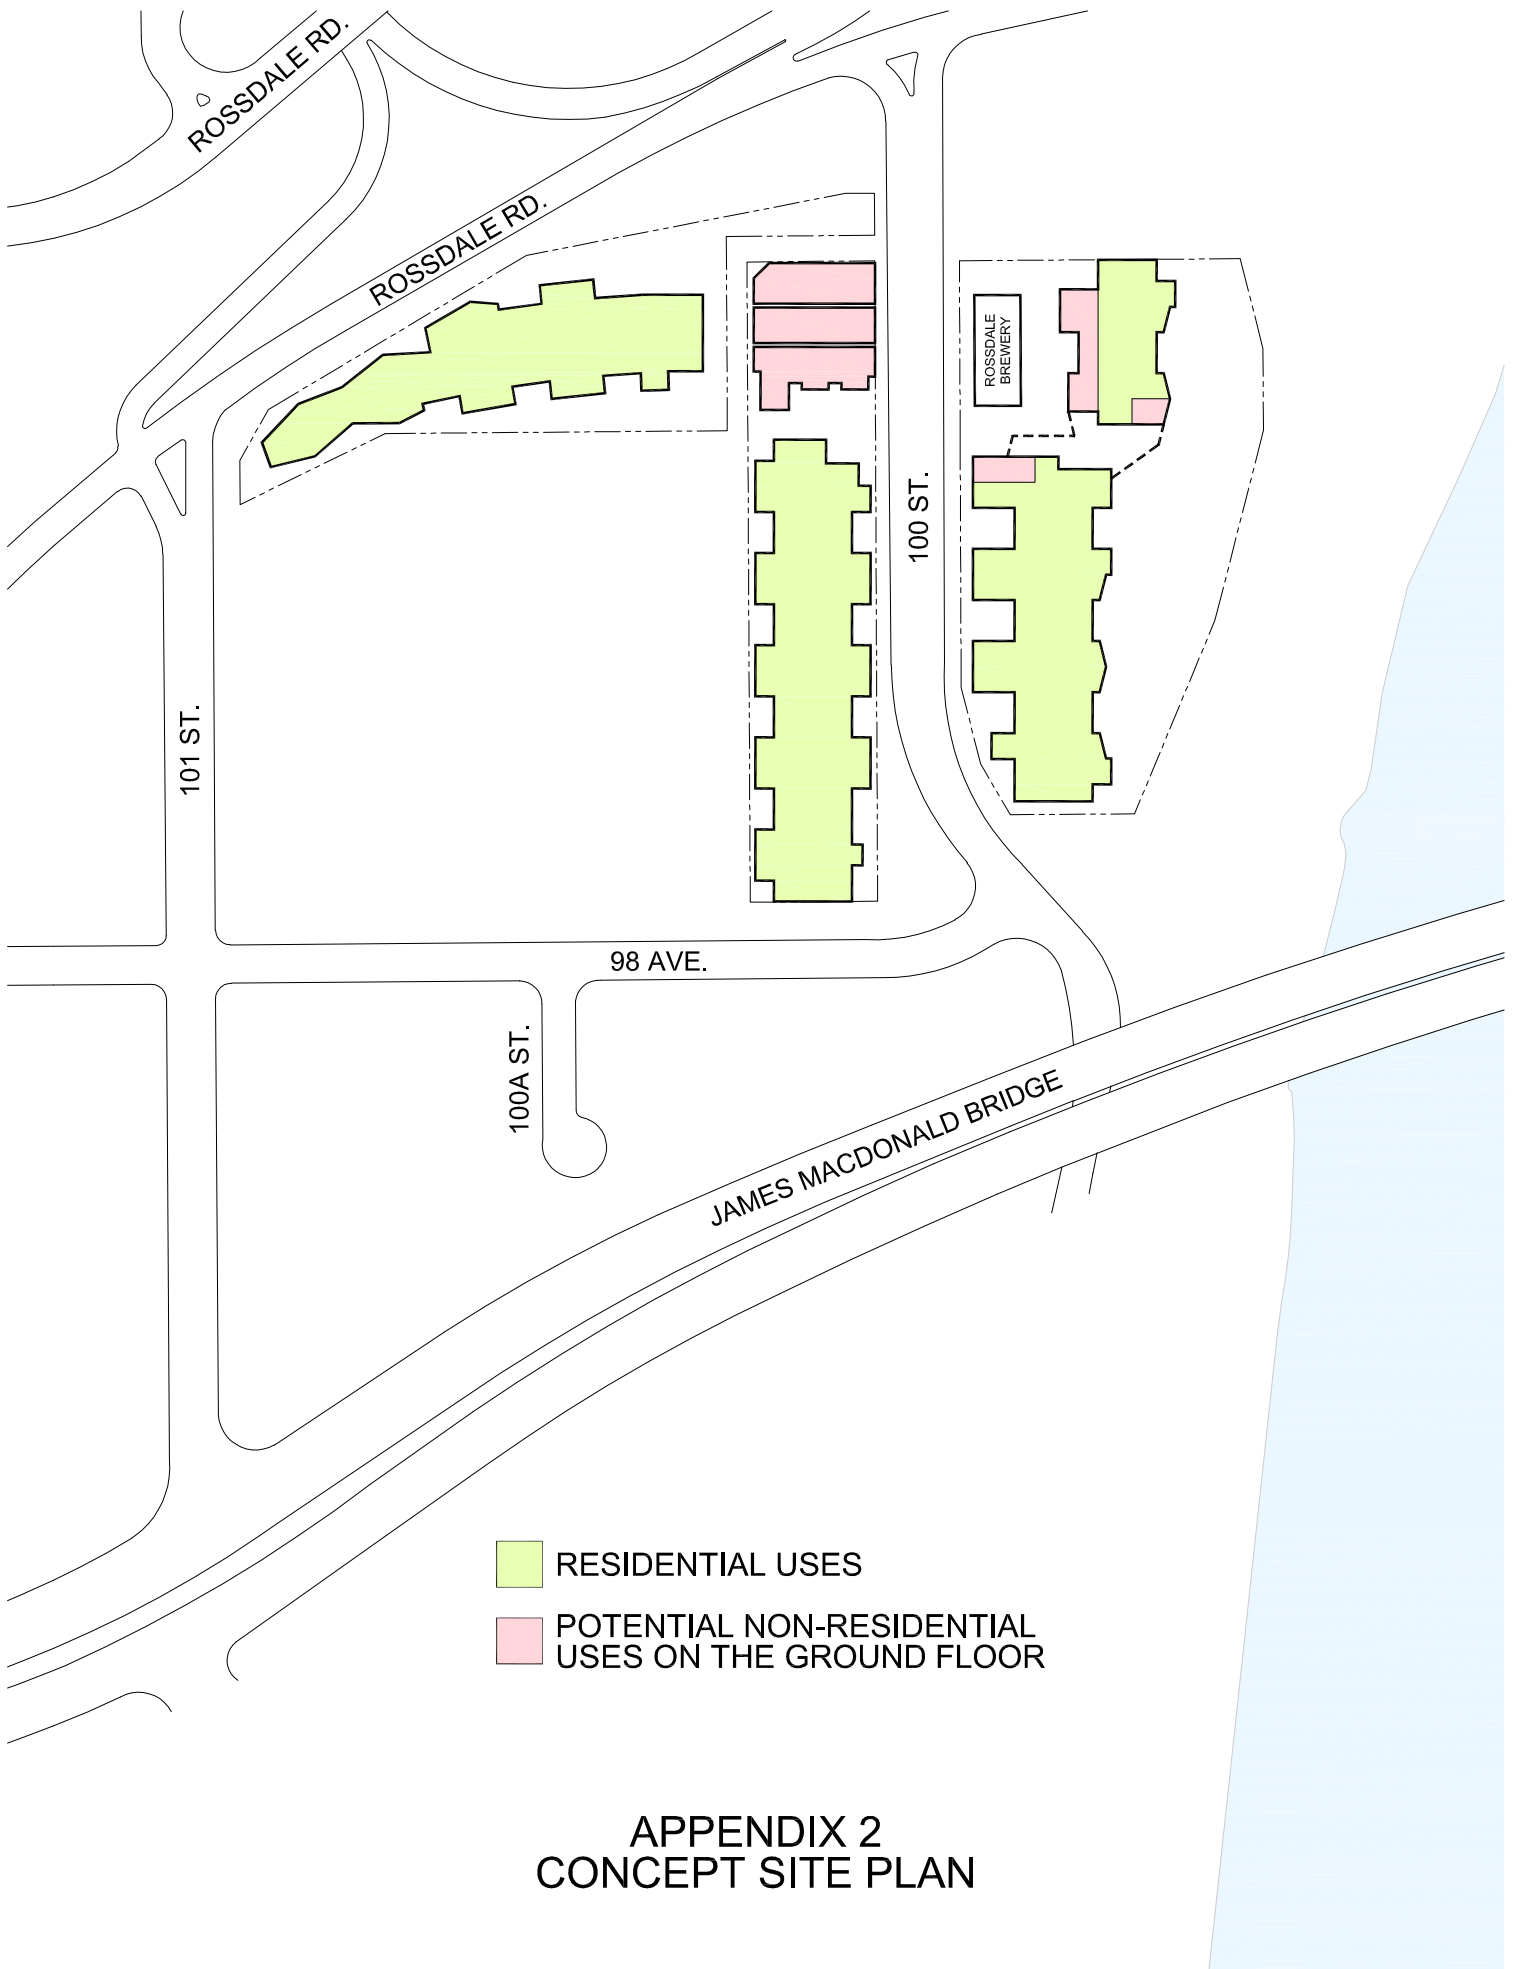 ROSSDALE RD.
ROSSDALE RD.
ROSSDALE
BREWERY
100 ST.
101 ST.
98 AVE.
100A ST.
JAMES MACDONALD BRIDGE
RESIDENTIAL USES
POTENTIAL NON-RESIDENTIAL
USES ON THE GROUND FLOOR
APPENDIX 2
CONCEPT SITE PLAN